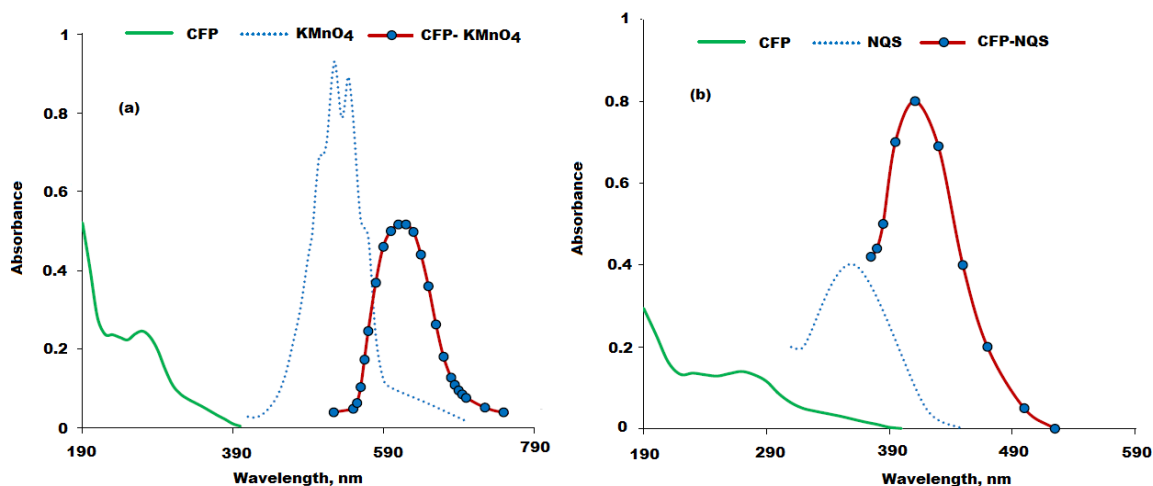 CFP KMnO4 CFP- KMnO4
(a)
1
0.8
0.6
0.4
0.2
0
Absorbance
190 390 590 790
Wavelength, nm
CFP NQS CFP-NQS
(b)
1
0.8
0.6
0.4
0.2
0
Absorbance
190 290 390 490 590
Wavelength, nm